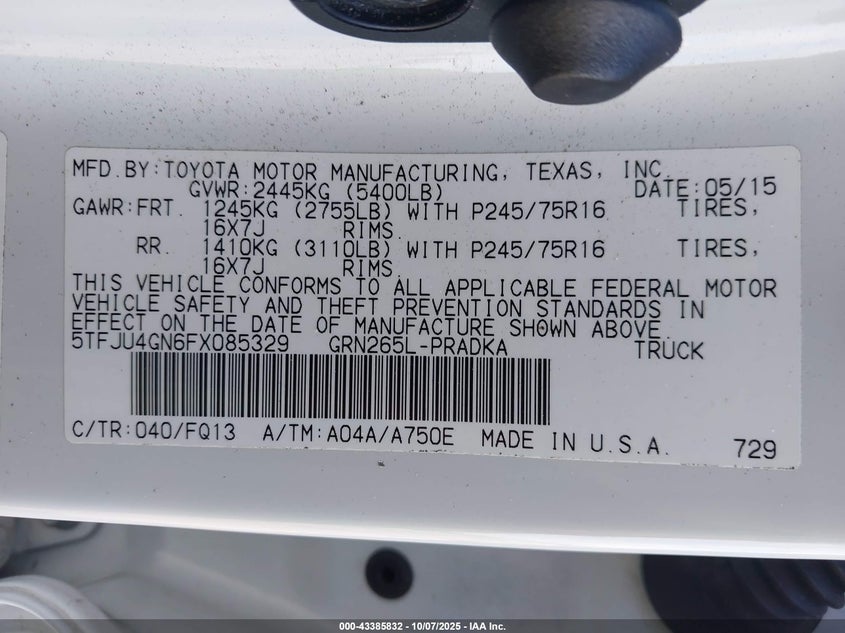 MFD.BY:TOYOTA MOTOR MANUFACTURING, TEXAS, INC.
GVWR:2445KG (5400LB) DATE:05/15
GAWR:FRT. 1245KG (2755LB) WITH P245/75R16 TIRES,
16X7J RIMS
RR. 1410KG (3110LB) WITH P245/75R16 TIRES,
16X7J RIMS.
THIS VEHICLE CONFORMS TO ALL APPLICABLE FEDERAL MOTOR
VEHICLE SAFETY AND THEFT PREVENTION STANDARDS IN
EFFECT ON THE DATE OF MANUFACTURE SHOWN ABOVE.
5TFJU4GN6FX085329 GRN265L-PRADKA TRUCK
C/TR:040/FQ13 A/TM:A04A/A750E MADE IN U.S.A. 729
000-43385832 - 10/07/2025 - IAA Inc.